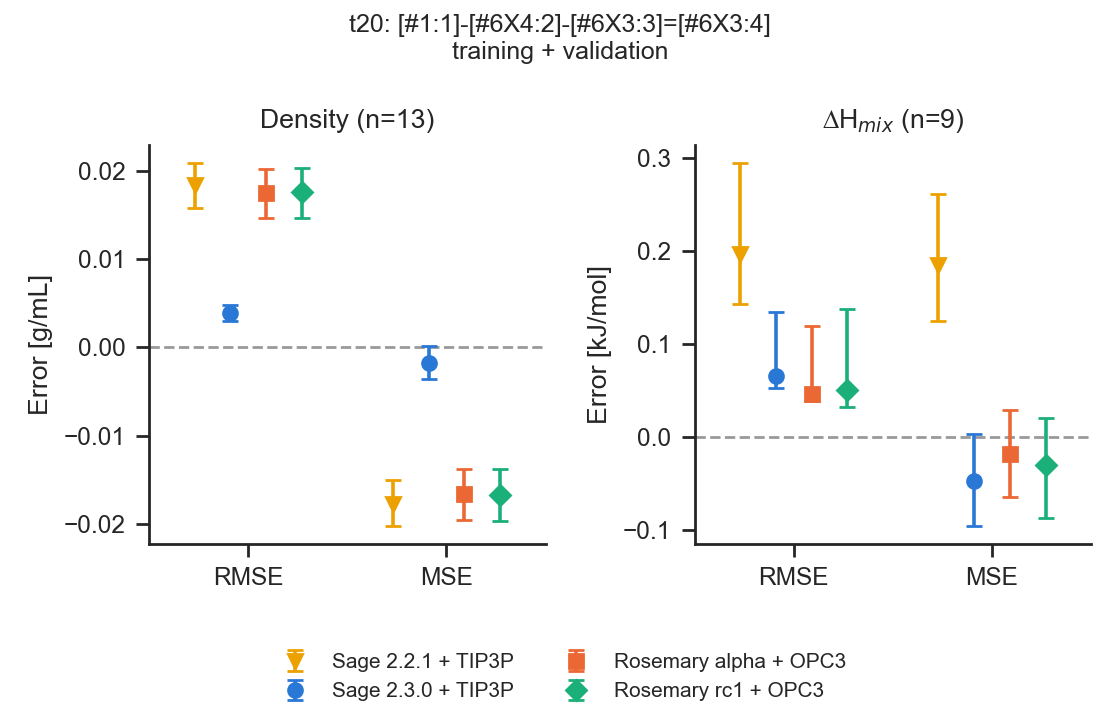 t20: [#1:1]-[#6X4:2]-[#6X3:3]=[#6X3:4]
training + validation
Density (n=13)
Error [g/mL]
0.02
0.01
0.00
−0.01
−0.02
RMSE
MSE
ΔHmix (n=9)
Error [kJ/mol]
0.3
0.2
0.1
0.0
−0.1
RMSE
MSE
Sage 2.2.1 + TIP3P
Sage 2.3.0 + TIP3P
Rosemary alpha + OPC3
Rosemary rc1 + OPC3